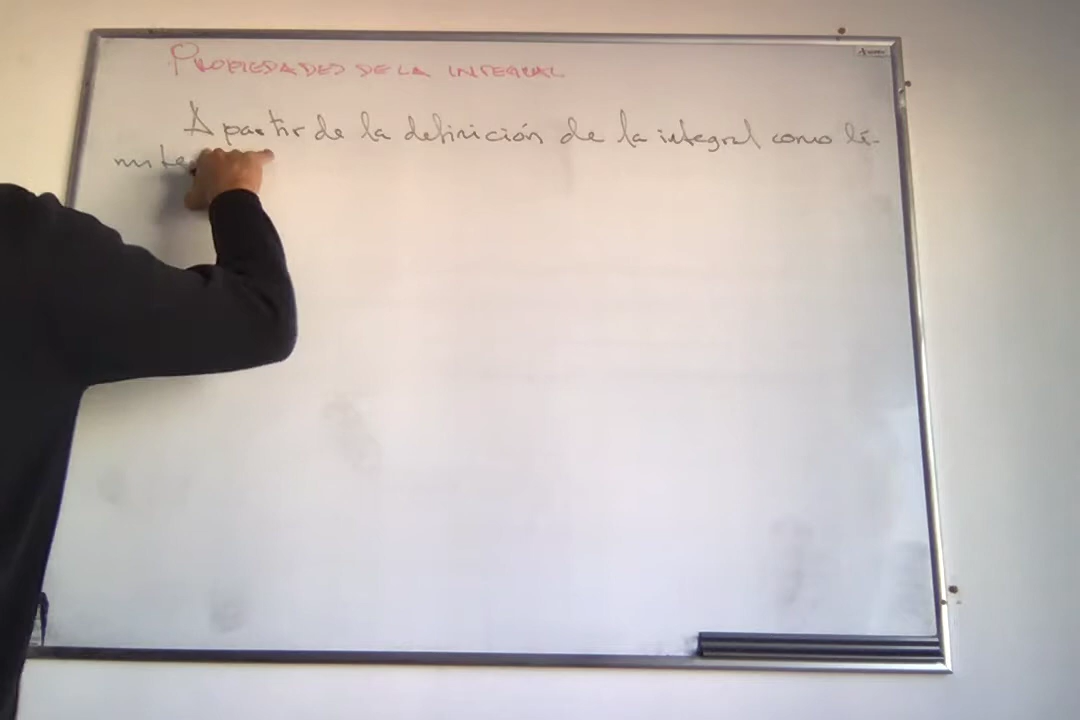 PROPIEDADES DE LA INTEGRAL
A partir de la definición de la integral como lí-
mite